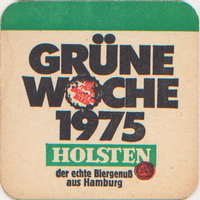 GRÜNE
WOCHE
1975
HOLSTEN
der echte Biergenuß
aus Hamburg